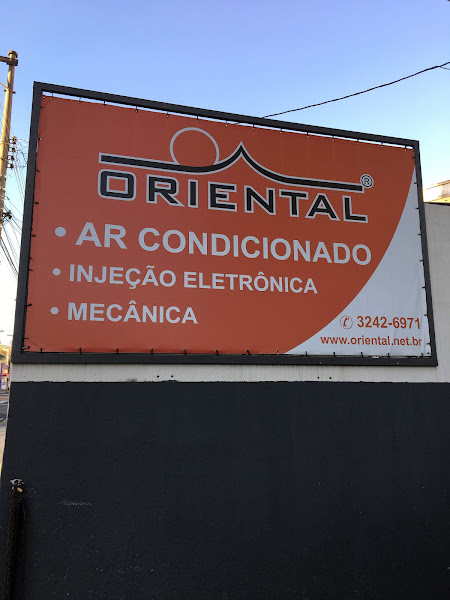 ORIENTAL®
• AR CONDICIONADO
• INJEÇÃO ELETRÔNICA
• MECÂNICA
✆ 3242-6971
www.oriental.net.br